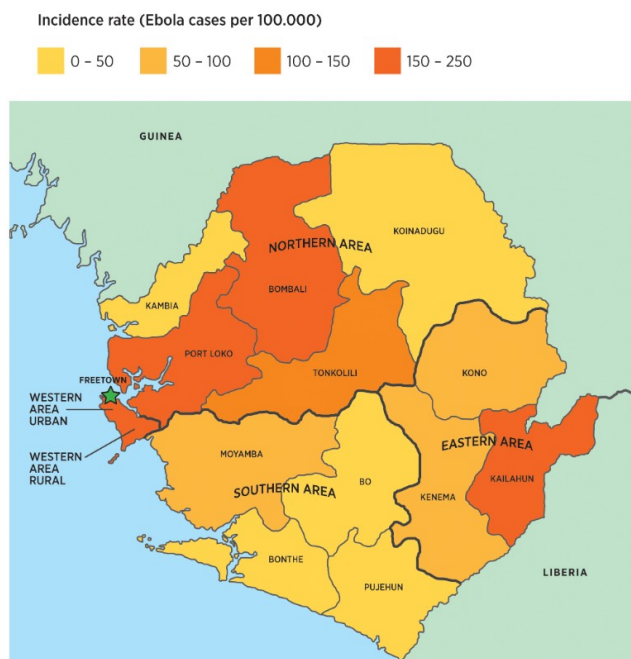 Incidence rate (Ebola cases per 100.000)
0 – 50
50 – 100
100 – 150
150 – 250
GUINEA
KOINADUGU
NORTHERN AREA
BOMBALI
KAMBIA
PORT LOKO
TONKOLILI
KONO
FREETOWN
WESTERN
AREA
URBAN
WESTERN
AREA
RURAL
MOYAMBA
EASTERN AREA
BO
KAILAHUN
SOUTHERN AREA
KENEMA
BONTHE
PUJEHUN
LIBERIA